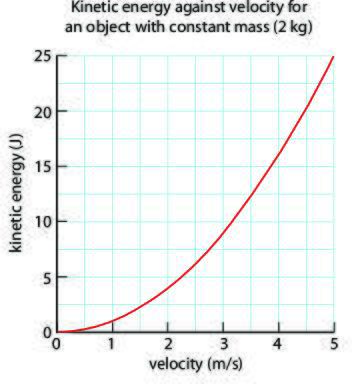 Kinetic energy against velocity for
an object with constant mass (2 kg)
25
20
15
10
5
0
kinetic energy (J)
0 1 2 3 4 5
velocity (m/s)